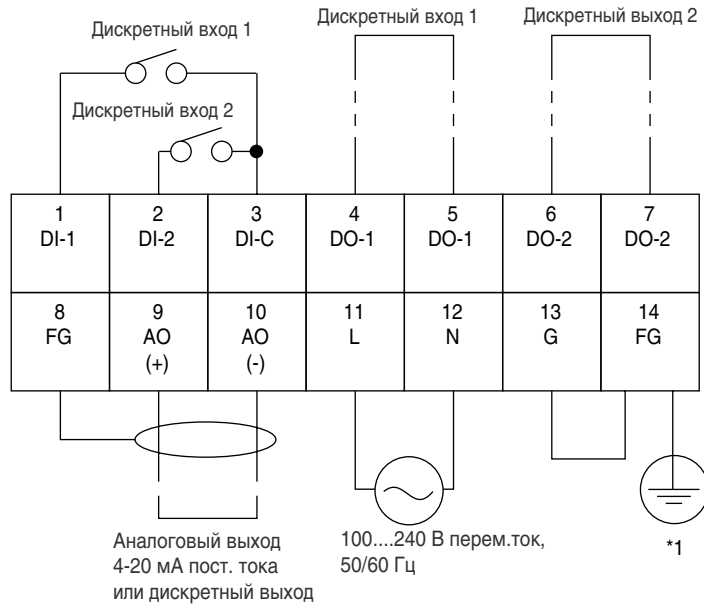 Дискретный вход 1
Дискретный вход 1
Дискретный выход 2
Дискретный вход 2
1
DI-1
2
DI-2
3
DI-C
4
DO-1
5
DO-1
6
DO-2
7
DO-2
8
FG
9
AO
(+)
10
AO
(-)
11
L
12
N
13
G
14
FG
Аналоговый выход
4-20 мА пост. тока
или дискретный выход
100....240 В перем.ток,
50/60 Гц
*1